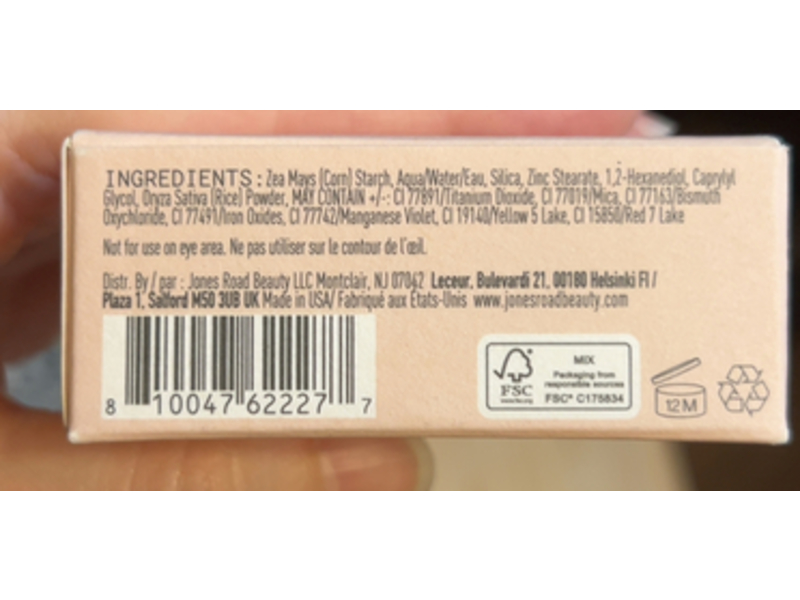 INGREDIENTS: Zea Mays (Corn) Starch, Aqua/Water/Eau, Silica, Zinc Stearate, 1,2-Hexanediol, Caprylyl
Glycol, Oryza Sativa (Rice) Powder, MAY CONTAIN +/-: CI 77891/Titanium Dioxide, CI 77019/Mica, CI 77163/Bismuth
Oxychloride, CI 77491/Iron Oxides, CI 77742/Manganese Violet, CI 19140/Yellow 5 Lake, CI 15850/Red 7 Lake
Not for use on eye area. Ne pas utiliser sur le contour de l'œil.
Distr. By / par : Jones Road Beauty LLC Montclair, NJ 07042 Leceur, Bulevardi 21, 00180 Helsinki FI /
Plaza 1, Salford M50 3UB UK Made in USA/ Fabriqué aux États-Unis www.jonesroadbeauty.com
8 10047 62227 7
FSC
www.fsc.org
MIX
Packaging from
responsible sources
FSC® C175834
12M